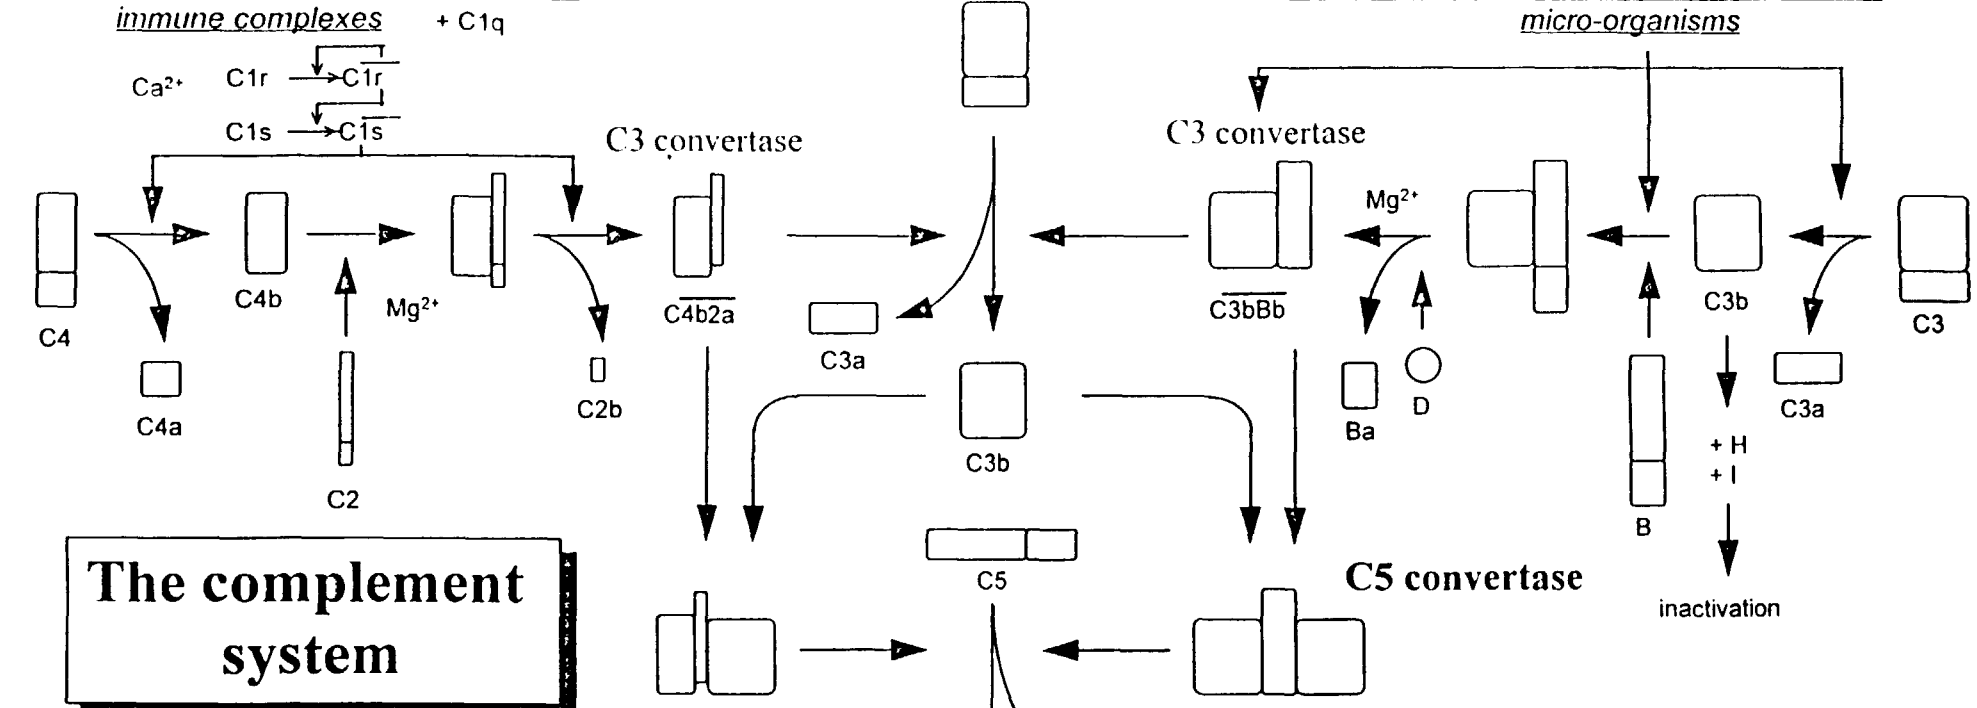 immune complexes + C1q
micro-organisms
Ca²⁺ C1r C1r
C1s C1s
C3 convertase
C3 convertase
Mg²⁺
C4b
C4
Mg²⁺
C4b2a
C3bBb
C3b
C3
C3a
C4a
C2b
D
C3a
Ba
C3b
+ H
+ I
C2
B
C5
C5 convertase
inactivation
The complement
system